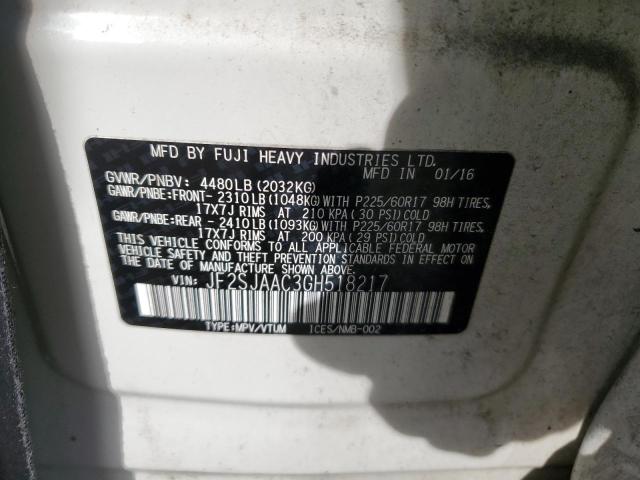 MFD BY FUJI HEAVY INDUSTRIES LTD.
MFD IN 01/16
GVWR/PNBV: 4480LB(2032KG)
GAWR/PNBE:FRONT-2310LB(1048KG)WITH P225/60R17 98H TIRES,
17X7J RIMS AT 210 KPA(30 PSI)COLD
GAWR/PNBE:REAR-2410LB(1093KG)WITH P225/60R17 98H TIRES,
17X7J RIMS AT 200 KPA(29 PSI)COLD
THIS VEHICLE CONFORMS TO ALL APPLICABLE FEDERAL MOTOR
VEHICLE SAFETY AND THEFT PREVENTION STANDARDS IN EFFECT
ON THE DATE OF MANUFACTURE SHOWN ABOVE.
VIN: JF2SJAAC3GH518217
TYPE:MPV/VTUM ICES/NMB-002